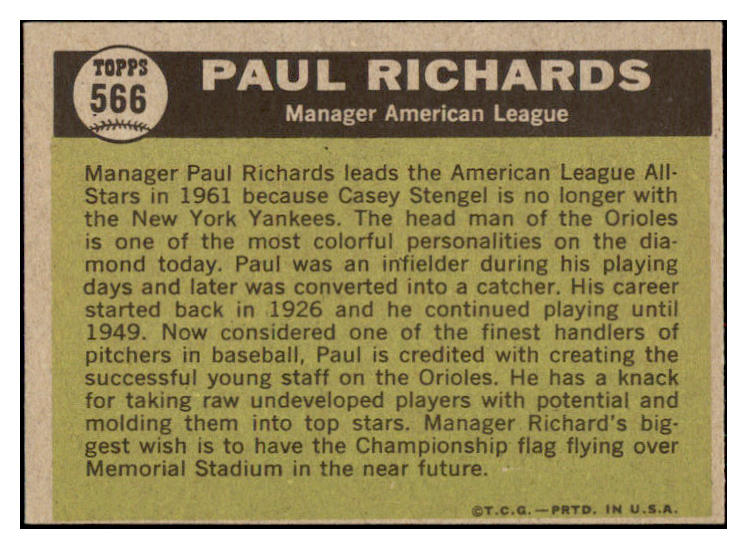 TOPPS
566
PAUL RICHARDS
Manager American League
Manager Paul Richards leads the American League All-
Stars in 1961 because Casey Stengel is no longer with
the New York Yankees. The head man of the Orioles
is one of the most colorful personalities on the dia-
mond today. Paul was an infielder during his playing
days and later was converted into a catcher. His career
started back in 1926 and he continued playing until
1949. Now considered one of the finest handlers of
pitchers in baseball, Paul is credited with creating the
successful young staff on the Orioles. He has a knack
for taking raw undeveloped players with potential and
molding them into top stars. Manager Richard's big-
gest wish is to have the Championship flag flying over
Memorial Stadium in the near future.
©T.C.G.—PRTD. IN U.S.A.